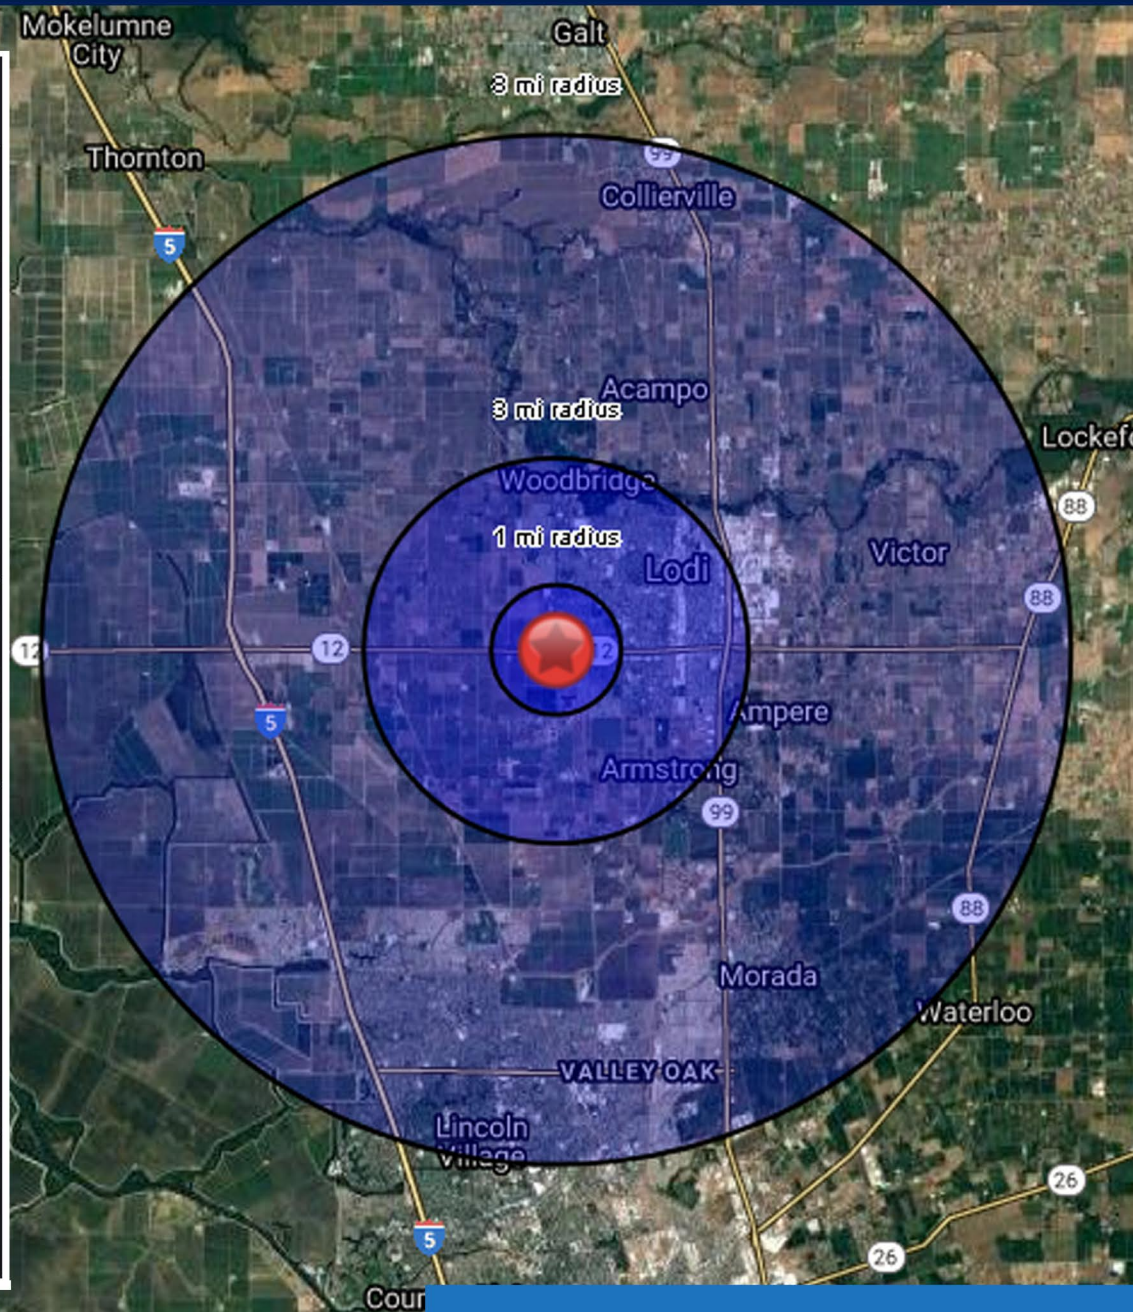 Mokelumne
City
Galt
8 mi radius
Thornton
99
Collierville
5
Acampo
3 mi radius
Lockef
Woodbridge
88
1 mi radius
Victor
Lodi
88
12
12
12
5
Ampere
Armstrong
99
88
Morada
Waterloo
VALLEY OAK
Lincoln
Village
26
5
26
Cour